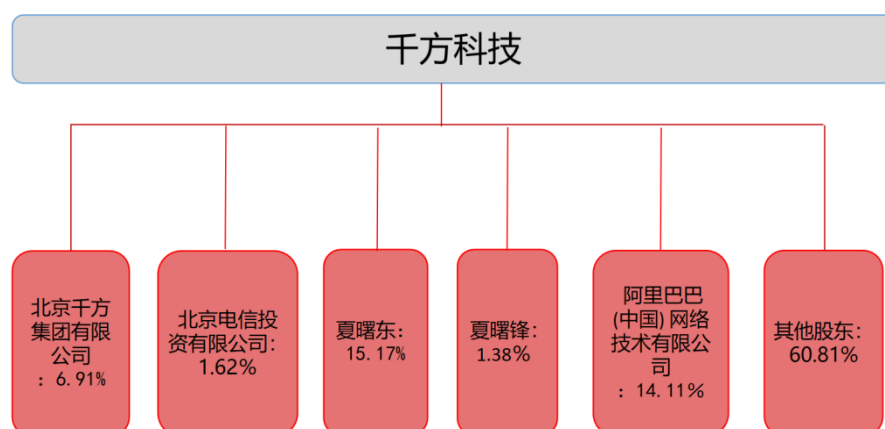 千方科技
北京千方
集团有限
公司
：6.91%
北京电信投
资有限公司：
1.62%
夏曙东：
15.17%
夏曙锋：
1.38%
阿里巴巴
(中国) 网络
技术有限公
司
：14.11%
其他股东：
60.81%